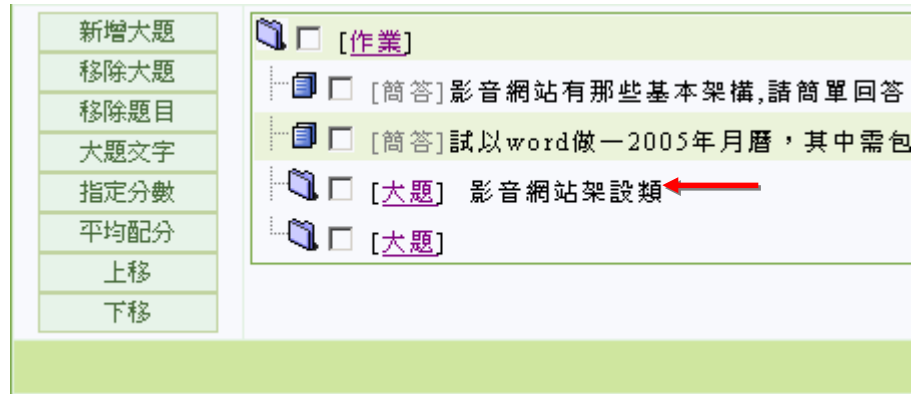 新增大題
移除大題
移除題目
大題文字
指定分數
平均配分
上移
下移
[作業]
[簡答]影音網站有那些基本架構,請簡單回答
[簡答]試以word做一2005年月曆，其中需包
[大題] 影音網站架設類
[大題]